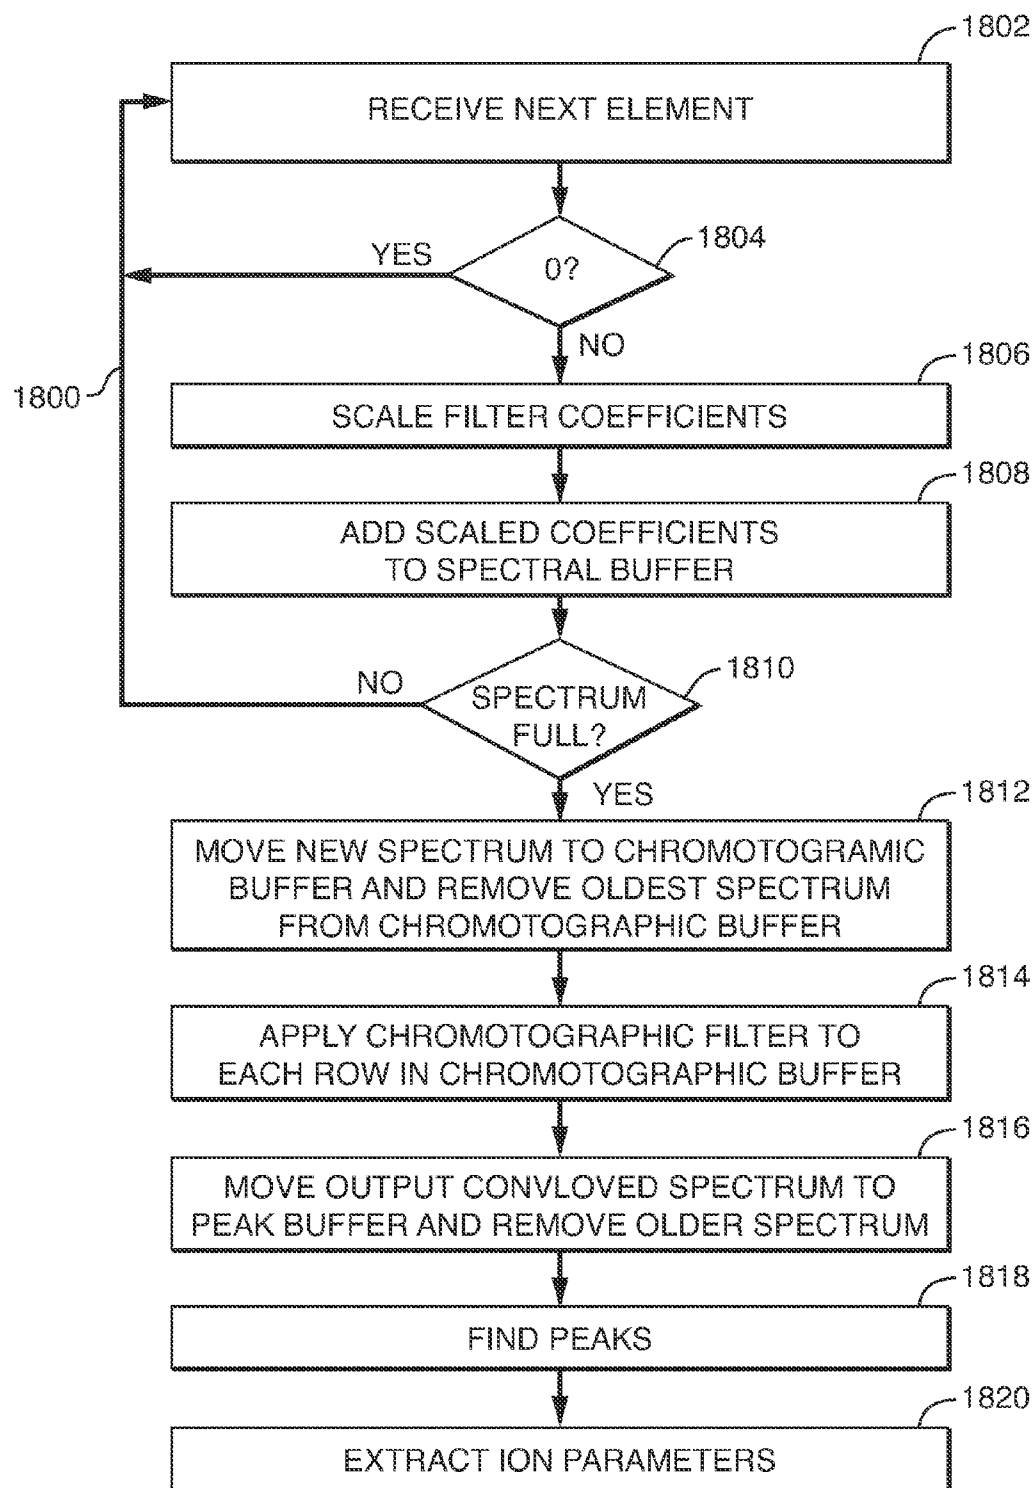 1802
RECEIVE NEXT ELEMENT
YES
0?
1804
NO
1800
1806
SCALE FILTER COEFFICIENTS
1808
ADD SCALED COEFFICIENTS
TO SPECTRAL BUFFER
NO
1810
SPECTRUM
FULL?
YES
1812
MOVE NEW SPECTRUM TO CHROMOTOGRAMIC
BUFFER AND REMOVE OLDEST SPECTRUM
FROM CHROMOTOGRAPHIC BUFFER
1814
APPLY CHROMOTOGRAPHIC FILTER TO
EACH ROW IN CHROMOTOGRAPHIC BUFFER
1816
MOVE OUTPUT CONVLOVED SPECTRUM TO
PEAK BUFFER AND REMOVE OLDER SPECTRUM
1818
FIND PEAKS
1820
EXTRACT ION PARAMETERS